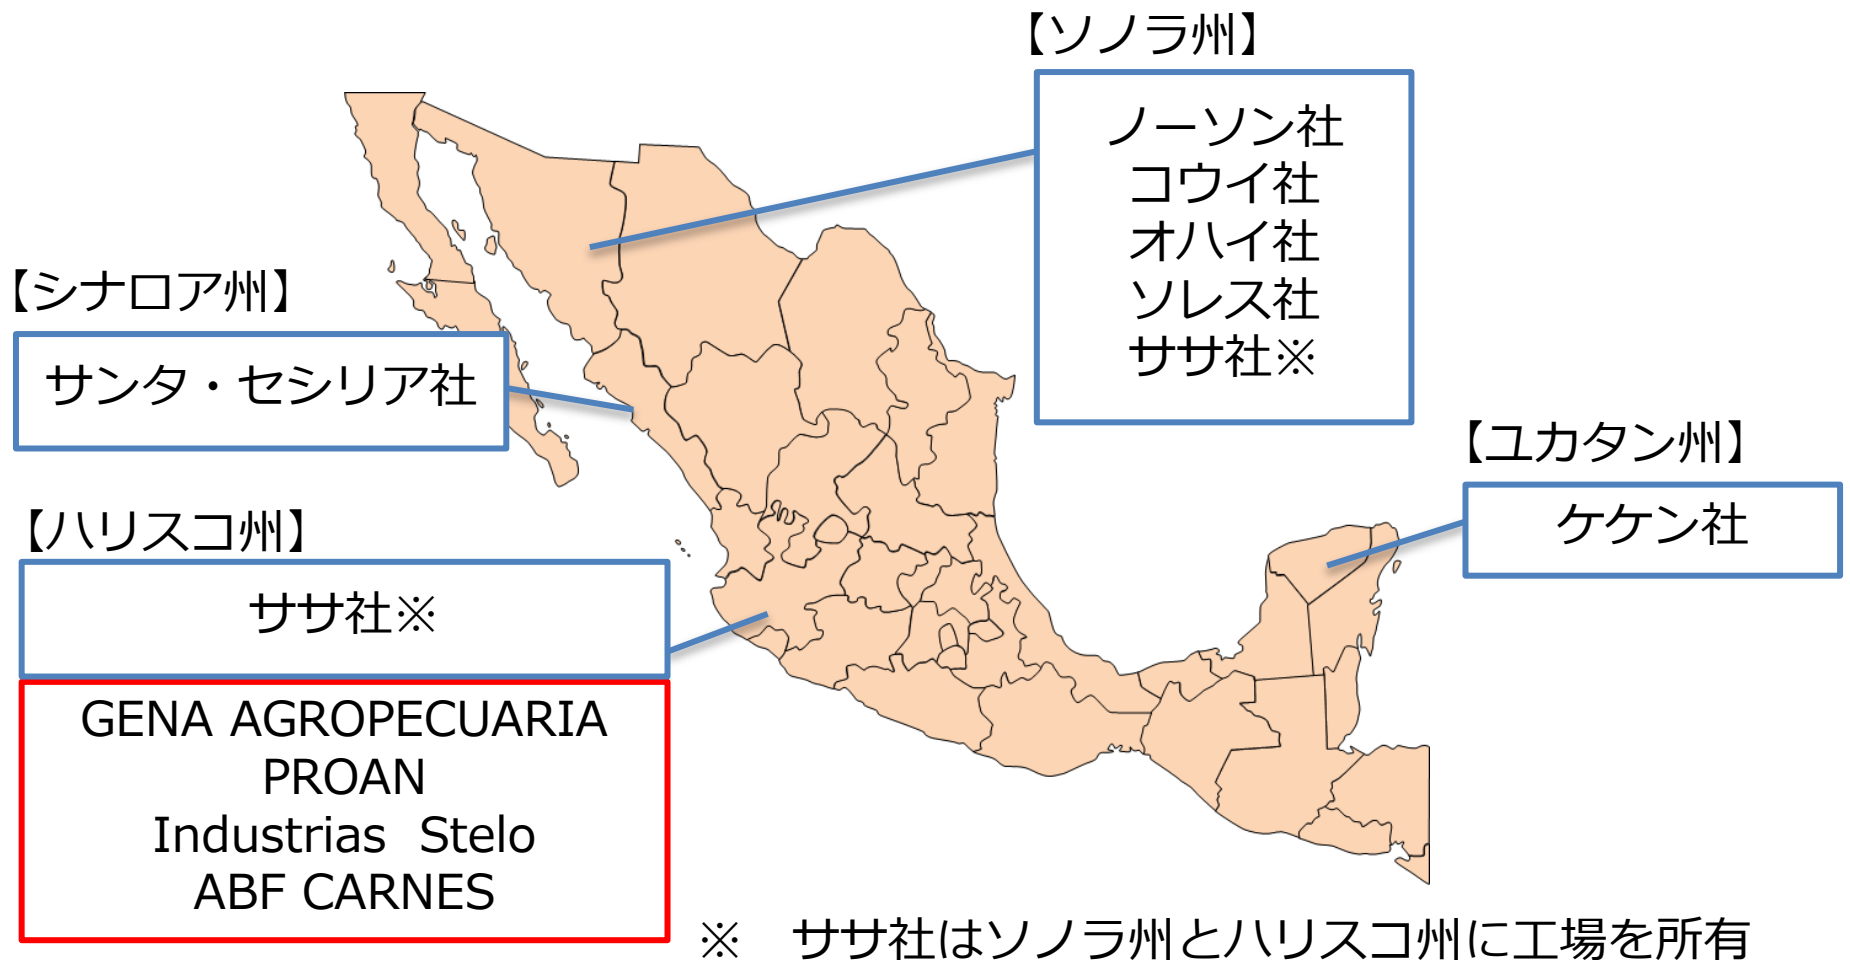 【ソノラ州】
ノーソン社
コウイ社
オハイ社
ソレス社
ササ社※
【シナロア州】
サンタ・セシリア社
【ユカタン州】
ケケン社
【ハリスコ州】
ササ社※
GENA AGROPECUARIA
PROAN
Industrias Stelo
ABF CARNES
※ ササ社はソノラ州とハリスコ州に工場を所有